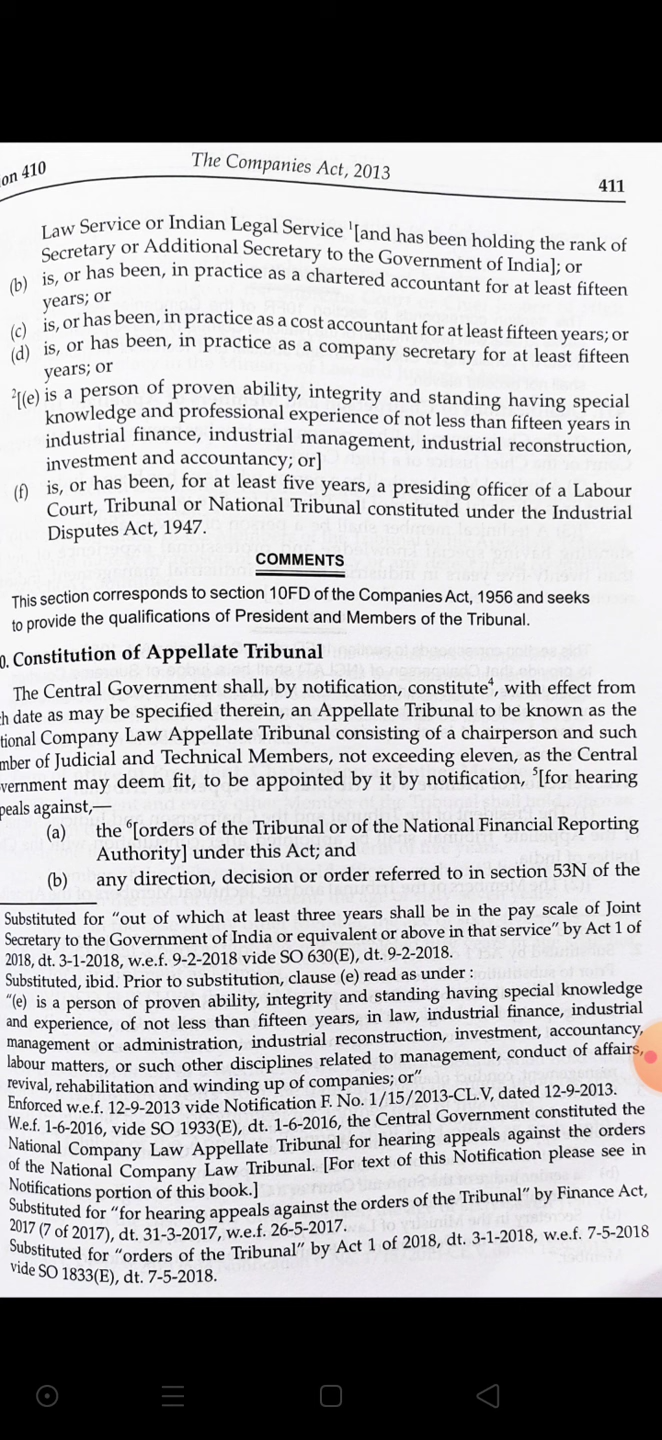 on 410
The Companies Act, 2013
411
Law Service or Indian Legal Service ¹[and has been holding the rank of
Secretary or Additional Secretary to the Government of India]; or
(b) is, or has been, in practice as a chartered accountant for at least fifteen
years; or
(c) is, or has been, in practice as a cost accountant for at least fifteen years; or
(d) is, or has been, in practice as a company secretary for at least fifteen
years; or
²[(e) is a person of proven ability, integrity and standing having special
knowledge and professional experience of not less than fifteen years in
industrial finance, industrial management, industrial reconstruction,
investment and accountancy; or]
(f) is, or has been, for at least five years, a presiding officer of a Labour
Court, Tribunal or National Tribunal constituted under the Industrial
Disputes Act, 1947.
COMMENTS
This section corresponds to section 10FD of the Companies Act, 1956 and seeks
to provide the qualifications of President and Members of the Tribunal.
0. Constitution of Appellate Tribunal
The Central Government shall, by notification, constitute⁴, with effect from
ch date as may be specified therein, an Appellate Tribunal to be known as the
tional Company Law Appellate Tribunal consisting of a chairperson and such
mber of Judicial and Technical Members, not exceeding eleven, as the Central
vernment may deem fit, to be appointed by it by notification, ⁵[for hearing
peals against,—
(a) the ⁶[orders of the Tribunal or of the National Financial Reporting
Authority] under this Act; and
(b) any direction, decision or order referred to in section 53N of the
Substituted for "out of which at least three years shall be in the pay scale of Joint
Secretary to the Government of India or equivalent or above in that service" by Act 1 of
2018, dt. 3-1-2018, w.e.f. 9-2-2018 vide SO 630(E), dt. 9-2-2018.
Substituted, ibid. Prior to substitution, clause (e) read as under :
"(e) is a person of proven ability, integrity and standing having special knowledge
and experience, of not less than fifteen years, in law, industrial finance, industrial
management or administration, industrial reconstruction, investment, accountancy,
labour matters, or such other disciplines related to management, conduct of affairs,
revival, rehabilitation and winding up of companies; or"
Enforced w.e.f. 12-9-2013 vide Notification F. No. 1/15/2013-CL.V, dated 12-9-2013.
W.e.f. 1-6-2016, vide SO 1933(E), dt. 1-6-2016, the Central Government constituted the
National Company Law Appellate Tribunal for hearing appeals against the orders
of the National Company Law Tribunal. [For text of this Notification please see in
Notifications portion of this book.]
Substituted for "for hearing appeals against the orders of the Tribunal" by Finance Act,
2017 (7 of 2017), dt. 31-3-2017, w.e.f. 26-5-2017.
Substituted for "orders of the Tribunal" by Act 1 of 2018, dt. 3-1-2018, w.e.f. 7-5-2018
vide SO 1833(E), dt. 7-5-2018.